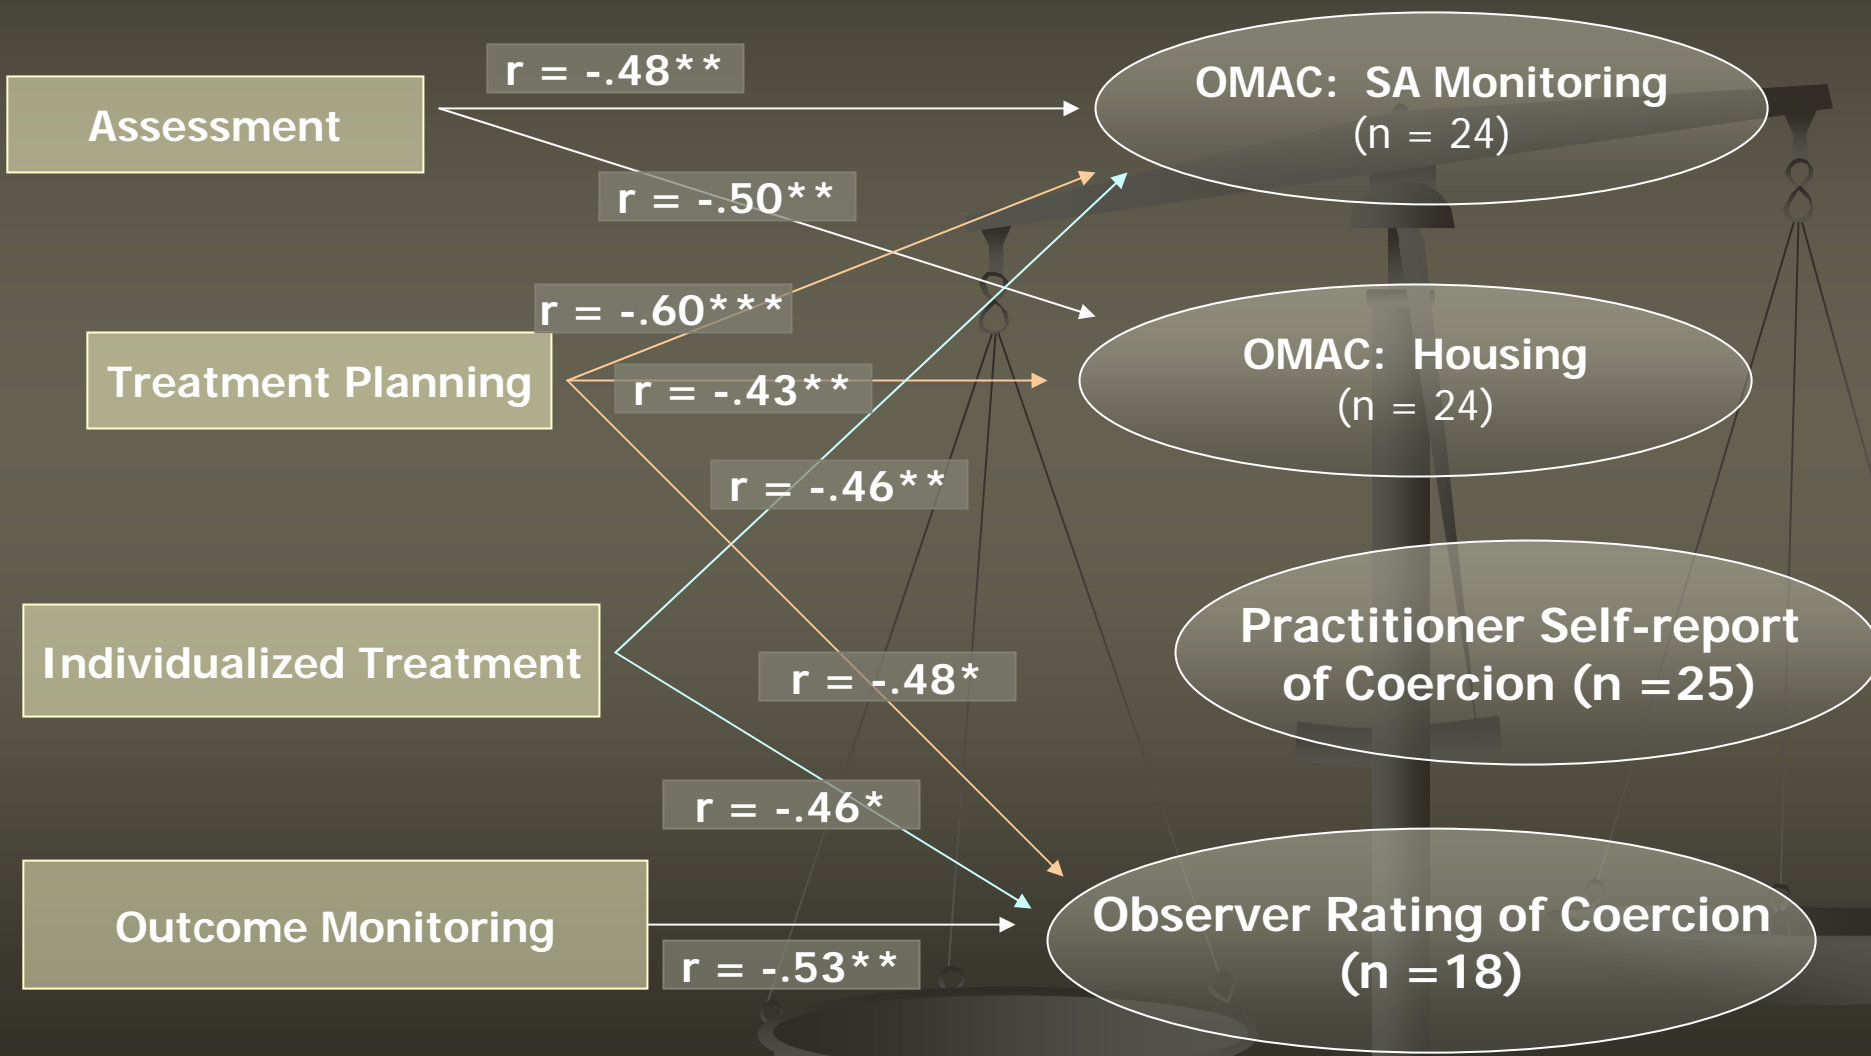 r = -.48**
OMAC: SA Monitoring
(n = 24)
Assessment
r = -.50**
r = -.60***
Treatment Planning
r = -.43**
OMAC: Housing
(n = 24)
r = -.46**
Individualized Treatment
Practitioner Self-report
of Coercion (n =25)
r = -.48*
r = -.46*
Outcome Monitoring
Observer Rating of Coercion
(n =18)
r = -.53**